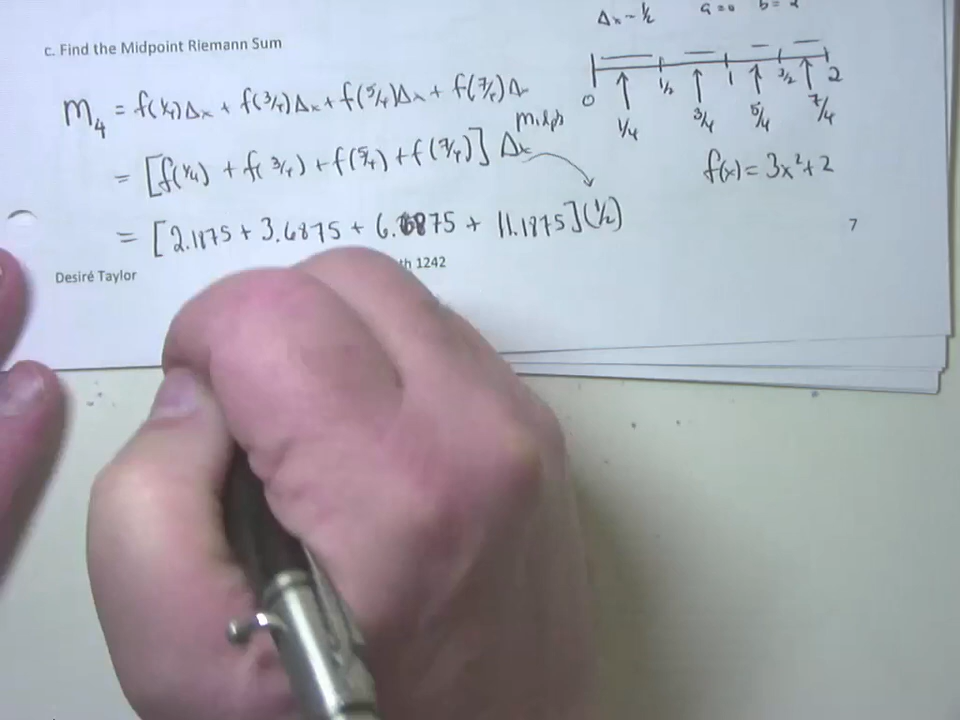 Δx = 1/2 a=0 b=2
c. Find the Midpoint Riemann Sum
0 1/2 1 3/2 2
1/4 3/4 5/4 7/4
M₄ = f(1/4)Δx + f(3/4)Δx + f(5/4)Δx + f(7/4)Δx
= [f(1/4) + f(3/4) + f(5/4) + f(7/4)] Δx
f(x) = 3x² + 2
= [2.1875 + 3.6875 + 6.6875 + 11.1875](1/2)
7
Desiré Taylor th 1242